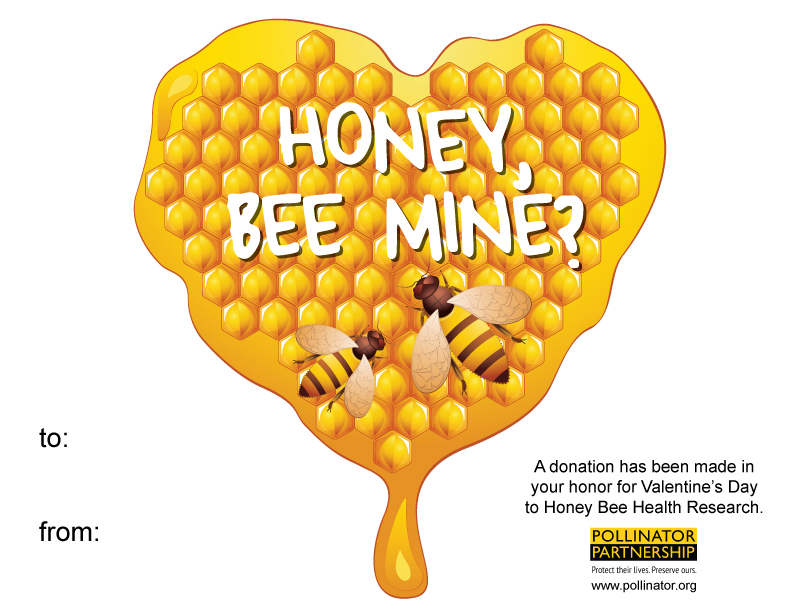 HONEY,
BEE MINE?
to:
from:
A donation has been made in
your honor for Valentine's Day
to Honey Bee Health Research.
POLLINATOR
PARTNERSHIP
Protect their lives. Preserve ours.
www.pollinator.org